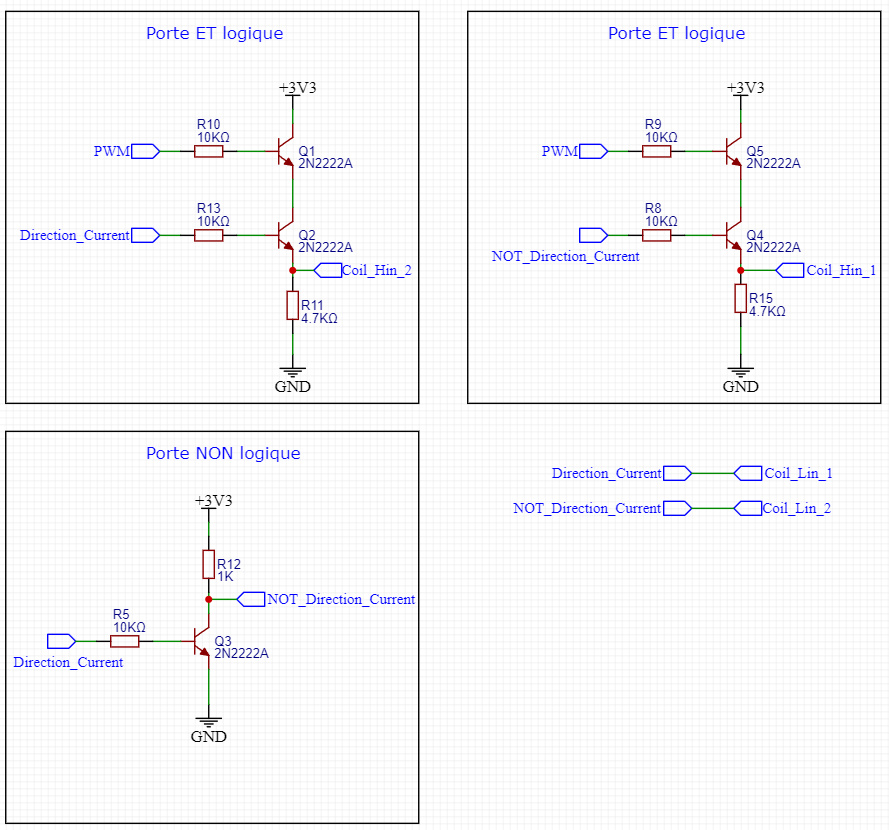 Porte ET logique
+3V3
R10
10KΩ
PWM
Q1
2N2222A
R13
10KΩ
Direction_Current
Q2
2N2222A
Coil_Hin_2
R11
4.7KΩ
GND
Porte ET logique
+3V3
R9
10KΩ
PWM
Q5
2N2222A
R8
10KΩ
NOT_Direction_Current
Q4
2N2222A
Coil_Hin_1
R15
4.7KΩ
GND
Porte NON logique
+3V3
R12
1K
NOT_Direction_Current
R5
10KΩ
Direction_Current
Q3
2N2222A
GND
Direction_Current Coil_Lin_1
NOT_Direction_Current Coil_Lin_2